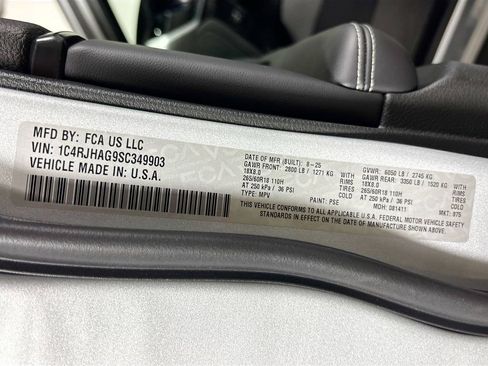 MFD BY: FCA US LLC
VIN: 1C4RJHAG9SC349903
VEHICLE MADE IN: U.S.A.
DATE OF MFR (BUILT): 8-25 GVWR: 6050 LB / 2745 KG
GAWR FRONT: 2800 LB / 1271 KG WITH GAWR REAR: 3350 LB / 1520 KG WITH
18X8.0 RIMS 18X8.0 RIMS
265/60R18 110H TIRES 265/60R18 110H TIRES
AT 250 kPa / 36 PSI COLD AT 250 kPa / 36 PSI COLD
TYPE: MPV PAINT: PSE MDH: 081411 MKT: 975
THIS VEHICLE CONFORMS TO ALL APPLICABLE U.S.A. FEDERAL MOTOR VEHICLE SAFETY
STANDARDS IN EFFECT ON THE DATE OF MANUFACTURE SHOWN ABOVE.